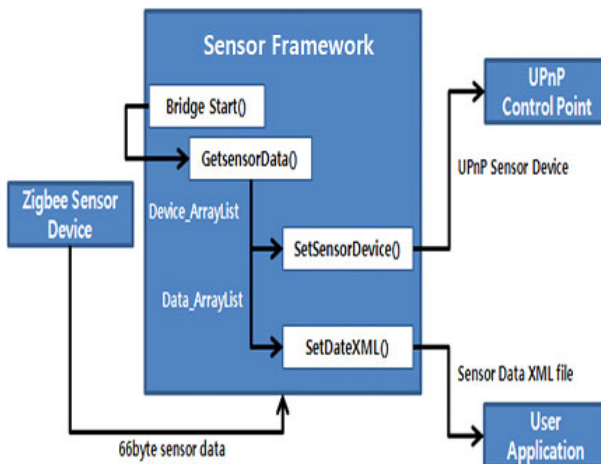 Sensor Framework
Bridge Start()
GetsensorData()
Device_ArrayList
SetSensorDevice()
Data_ArrayList
SetDateXML()
Zigbee Sensor
Device
66byte sensor data
UPnP
Control Point
UPnP Sensor Device
Sensor Data XML file
User
Application